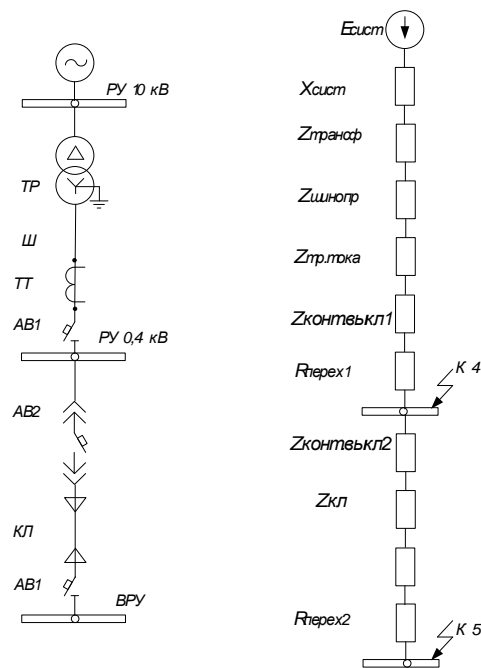 РУ 10 кВ
ТР
Ш
ТТ
АВ1
РУ 0,4 кВ
АВ2
КЛ
АВ1
ВРУ
Eсист
Xсист
Zтрансф
Zшинопр
Zтр.тока
Zконтвыкл1
Rперех1
К 4
Zконтвыкл2
Zкл
Rперех2
К 5